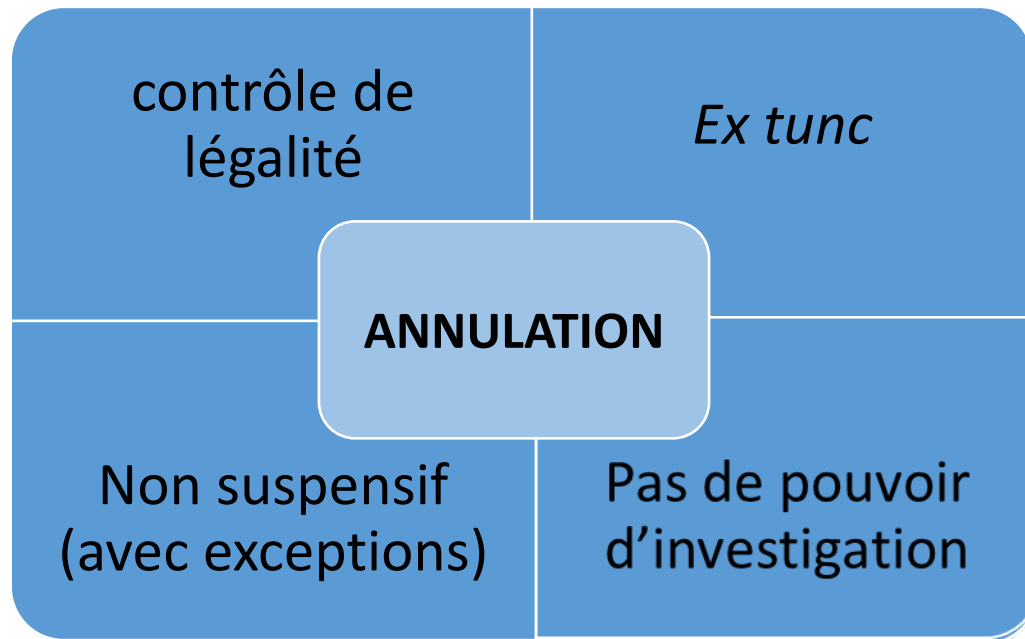 contrôle de
légalité
Ex tunc
ANNULATION
Non suspensif
(avec exceptions)
Pas de pouvoir
d’investigation